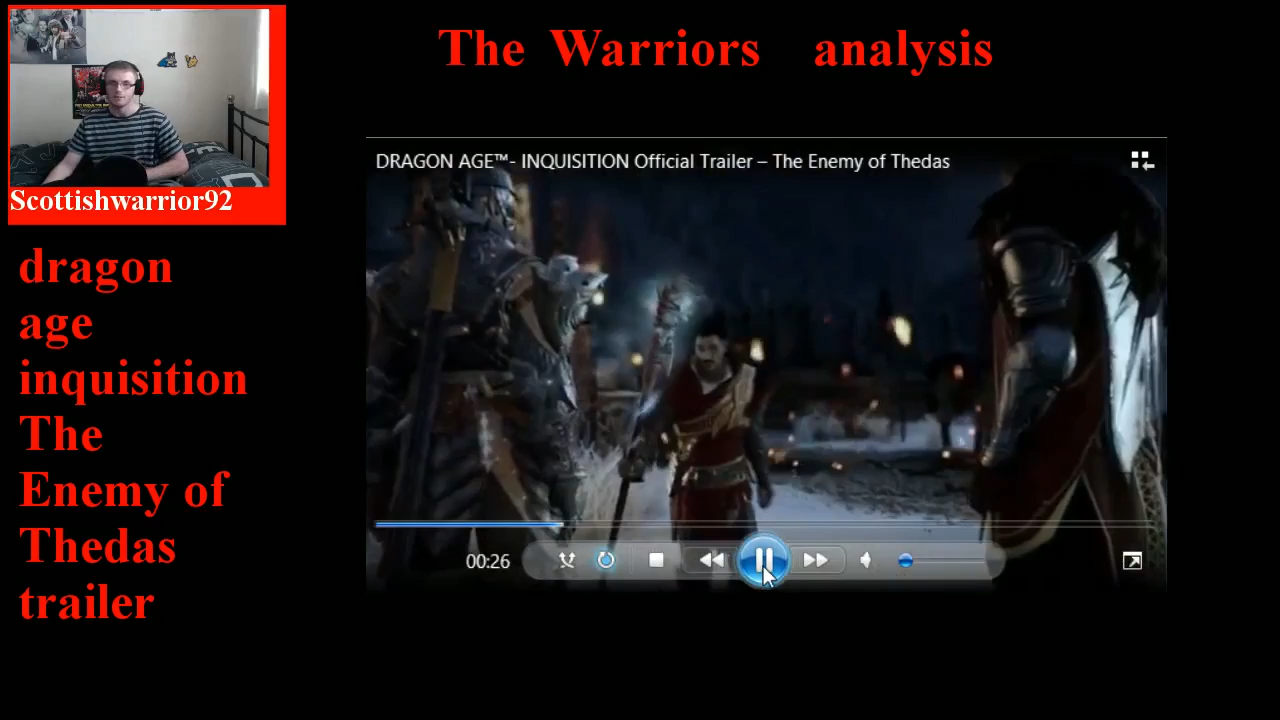 The Warriors analysis
DRAGON AGE™- INQUISITION Official Trailer – The Enemy of Thedas
Scottishwarrior92
dragon
age
inquisition
The
Enemy of
Thedas
trailer
00:26